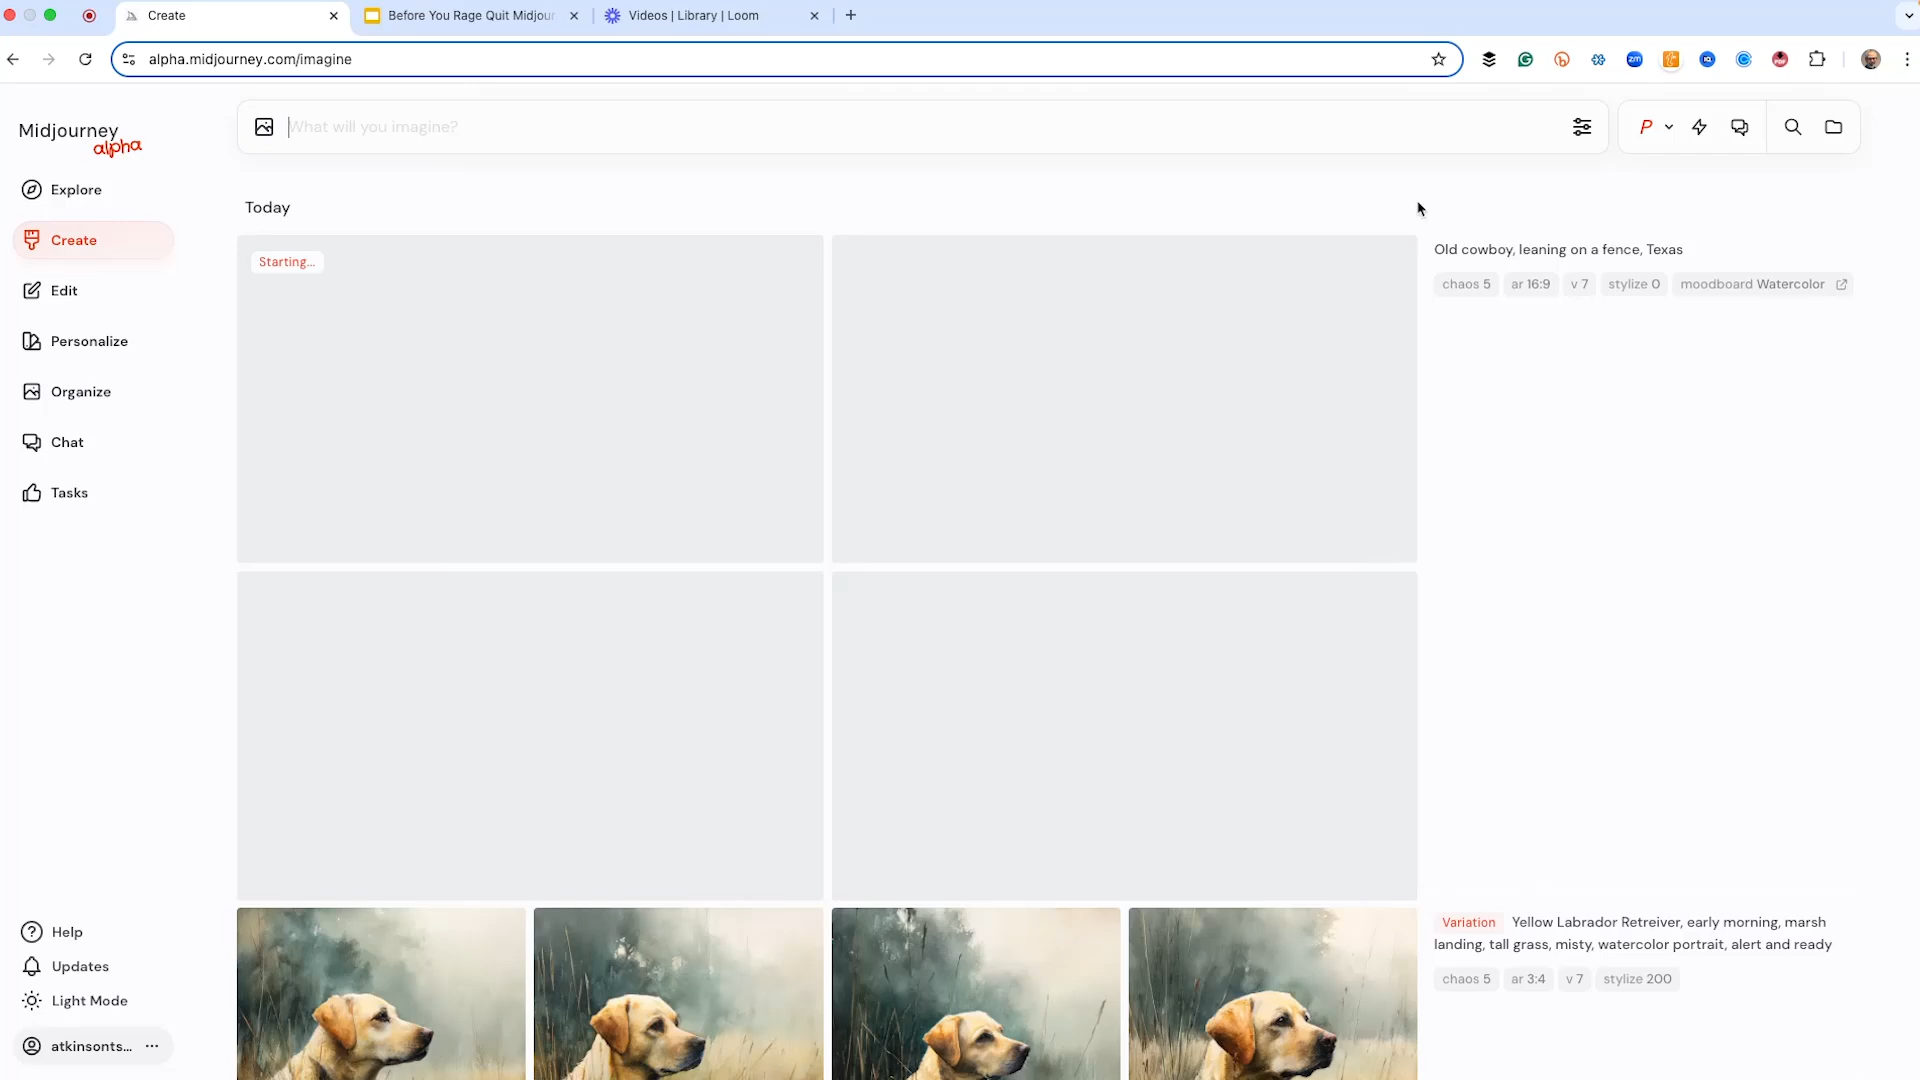 Create
Before You Rage Quit Midjour
Videos | Library | Loom
alpha.midjourney.com/imagine
Midjourney
alpha
What will you imagine?
P
Explore
Create
Edit
Personalize
Organize
Chat
Tasks
Today
Starting...
Old cowboy, leaning on a fence, Texas
chaos 5 ar 16:9 v 7 stylize 0 moodboard Watercolor
Variation Yellow Labrador Retreiver, early morning, marsh
landing, tall grass, misty, watercolor portrait, alert and ready
chaos 5 ar 3:4 v 7 stylize 200
Help
Updates
Light Mode
atkinsonts...